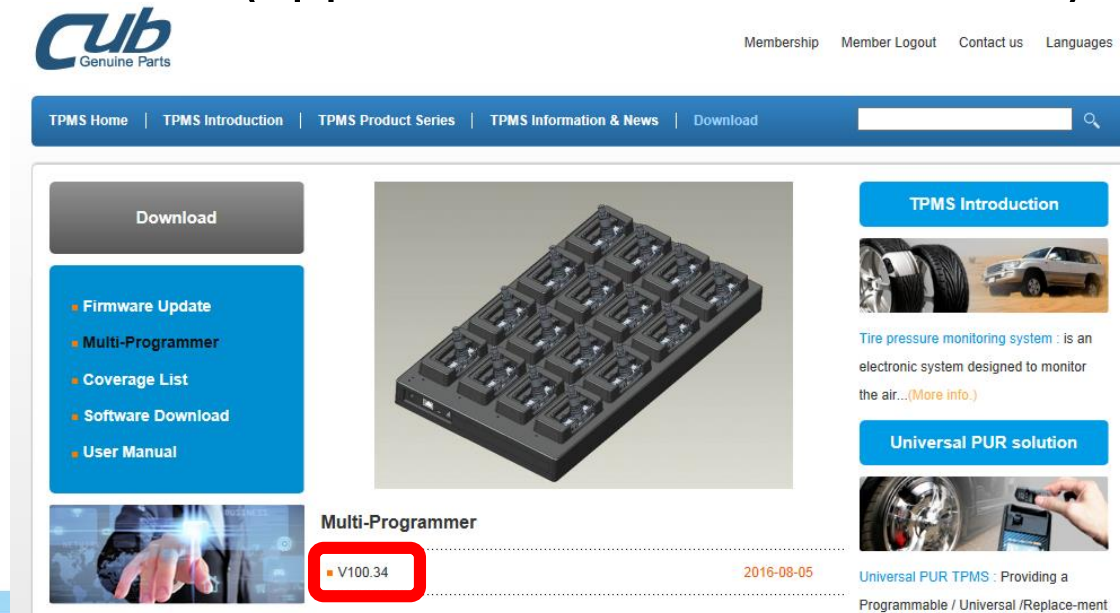 Cub
Genuine Parts
Membership Member Logout Contact us Languages
TPMS Home | TPMS Introduction | TPMS Product Series | TPMS Information & News | Download
Download
Firmware Update
Multi-Programmer
Coverage List
Software Download
User Manual
Multi-Programmer
V100.34 2016-08-05
TPMS Introduction
Tire pressure monitoring system : is an
electronic system designed to monitor
the air...(More info.)
Universal PUR solution
Universal PUR TPMS : Providing a
Programmable / Universal /Replace-ment